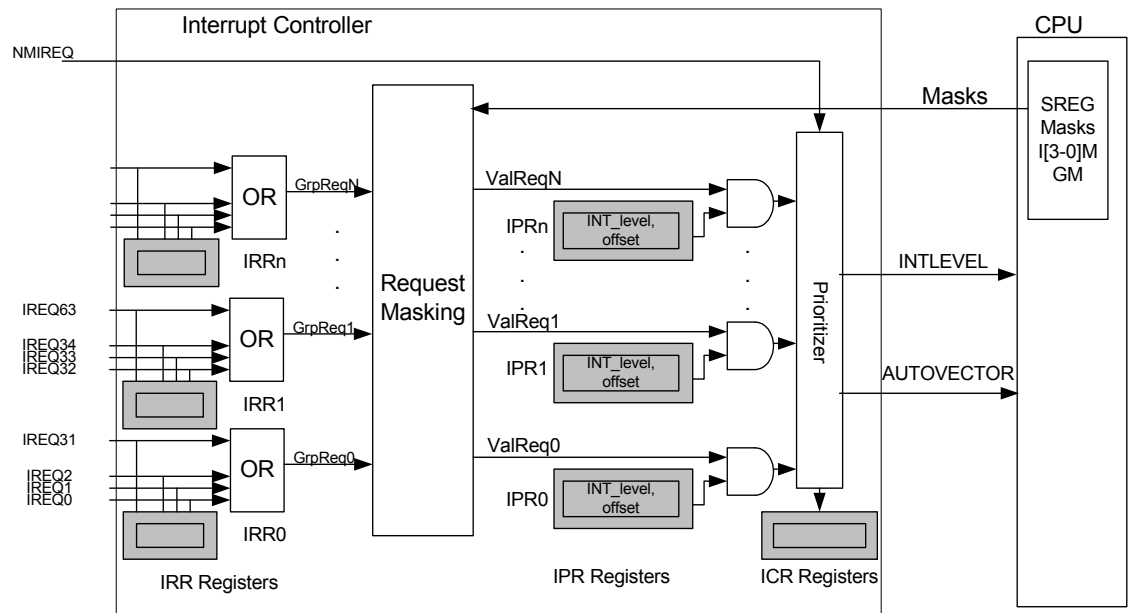 Interrupt Controller
CPU
NMIREQ
Masks
SREG
Masks
I[3-0]M
GM
OR
GrpReqN
ValReqN
IRRn
IPRn
INT_level,
offset
Request
Masking
Prioritizer
INTLEVEL
IREQ63
IREQ34
IREQ33
IREQ32
OR
GrpReq1
ValReq1
IRR1
IPR1
INT_level,
offset
AUTOVECTOR
IREQ31
IREQ2
IREQ1
IREQ0
OR
GrpReq0
ValReq0
IRR0
IPR0
INT_level,
offset
IRR Registers
IPR Registers
ICR Registers